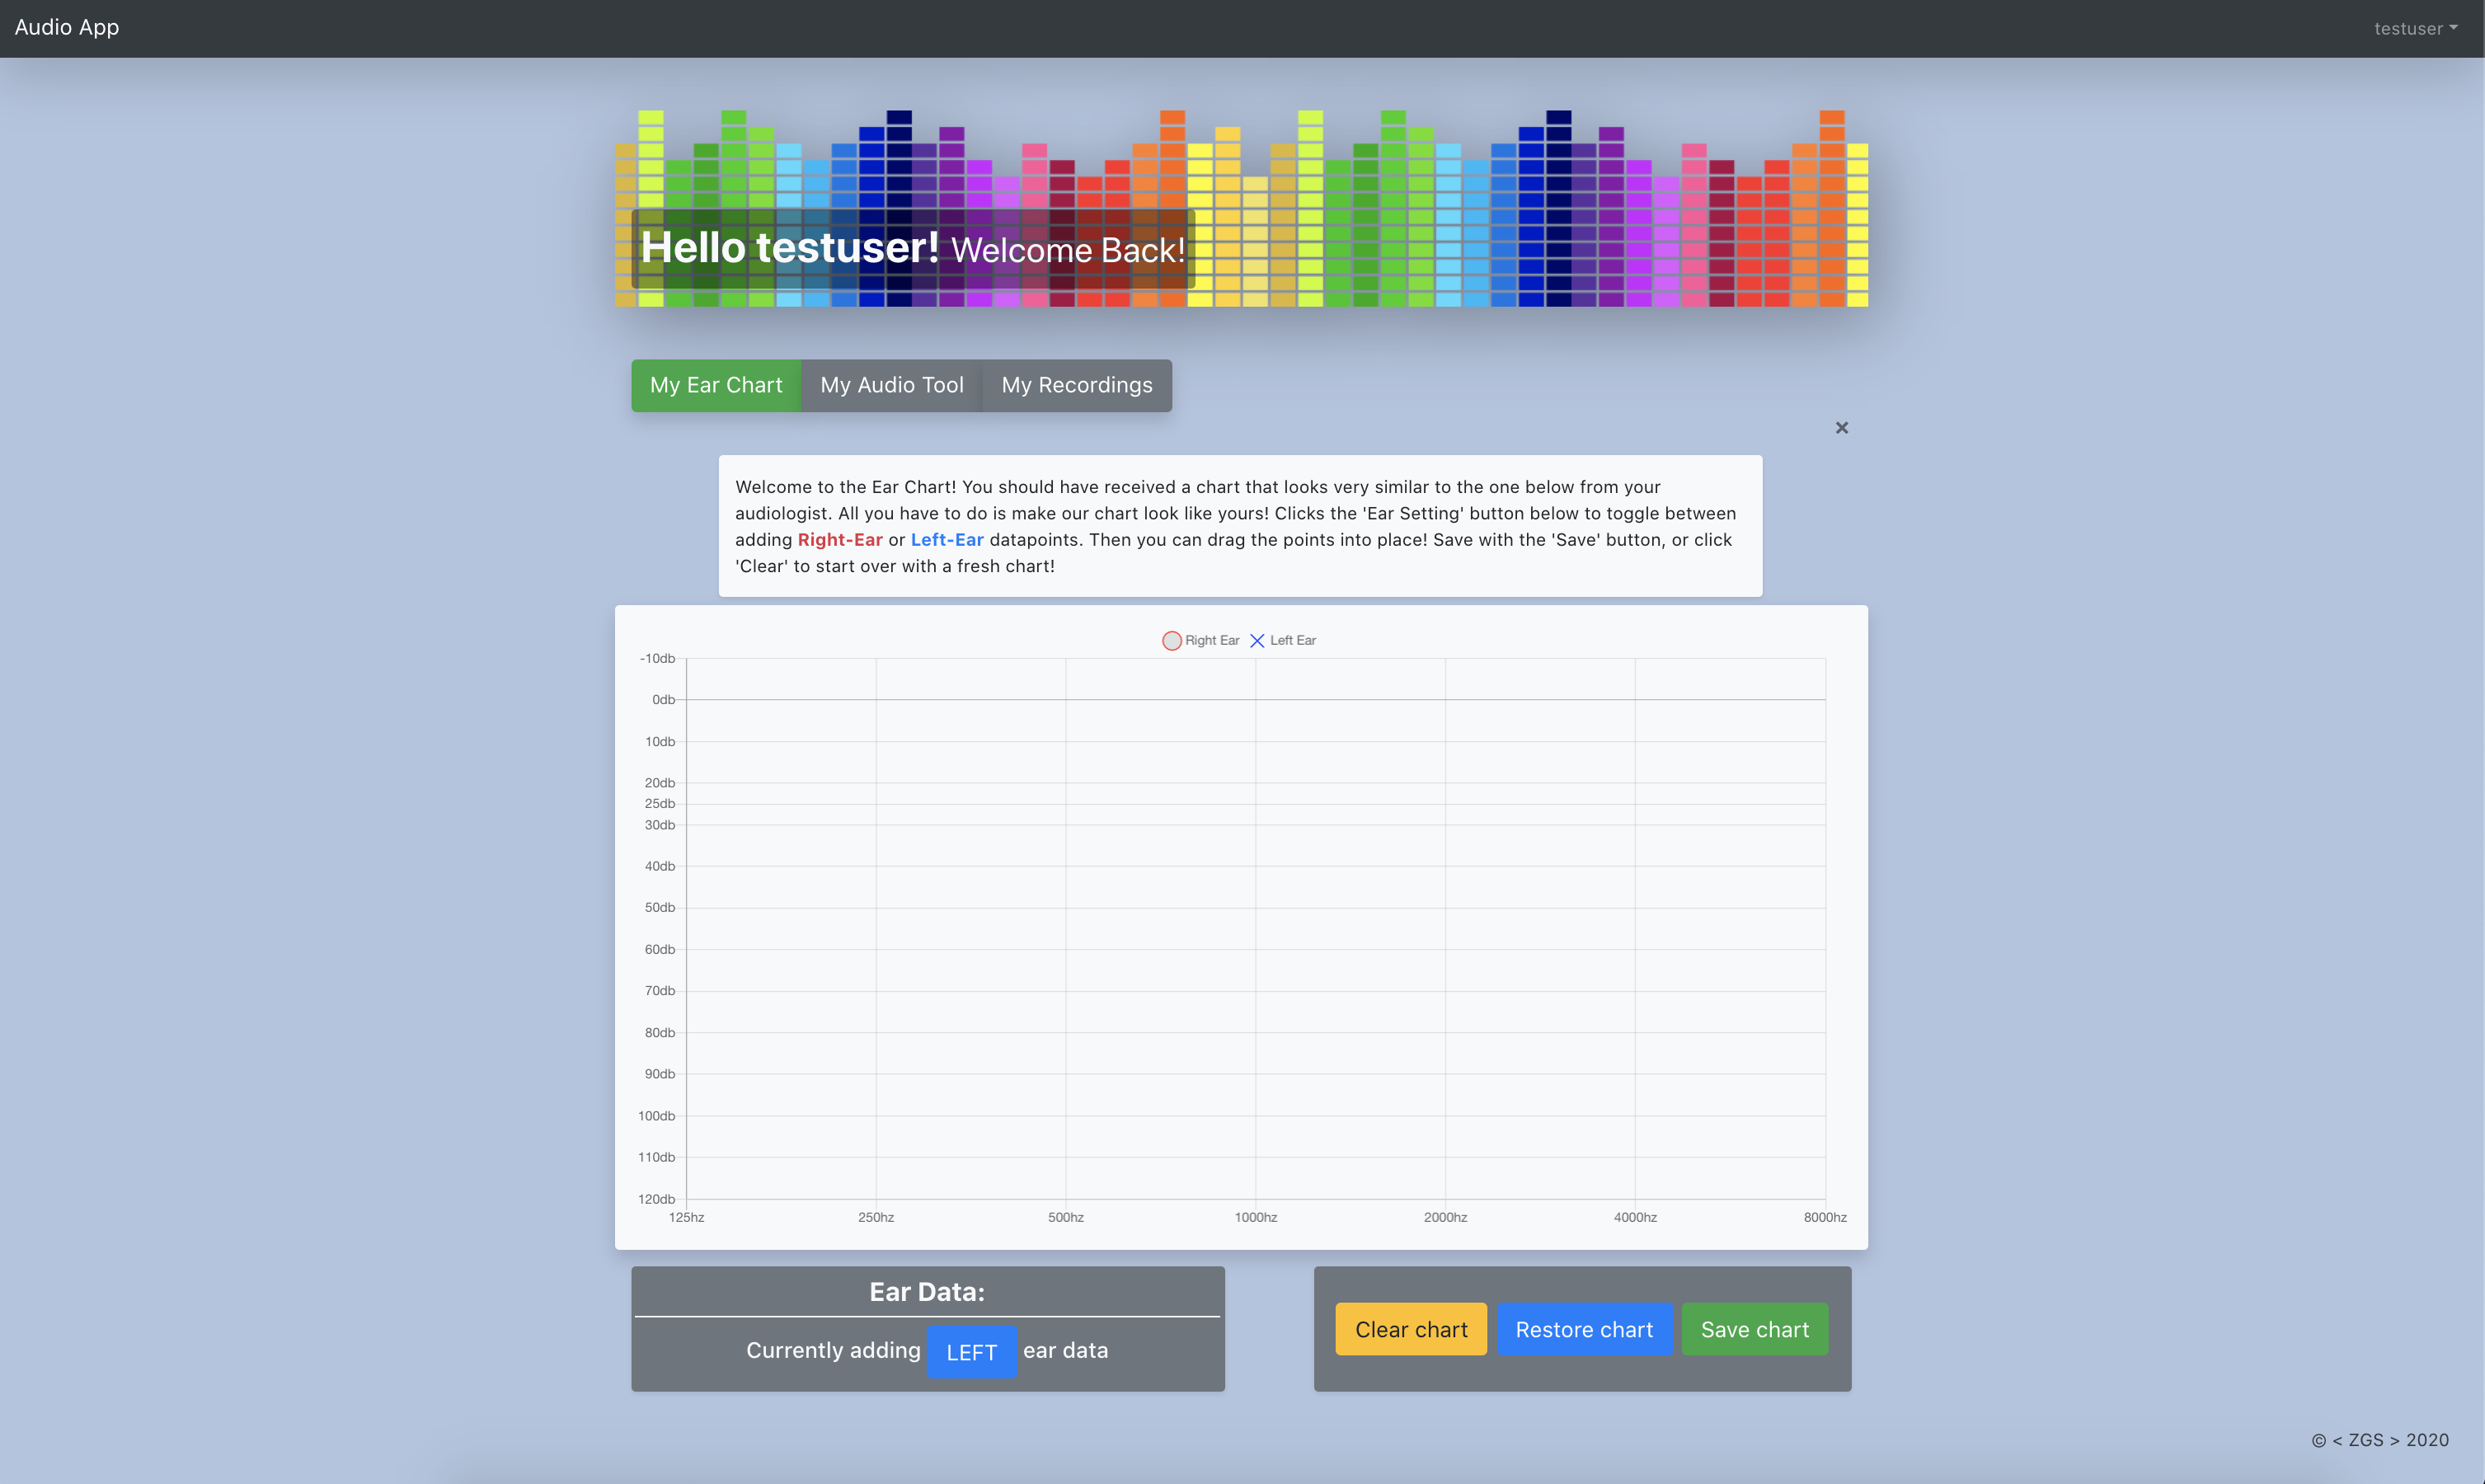 Audio App
testuser
Hello testuser! Welcome Back!
My Ear Chart
My Audio Tool
My Recordings
×
Welcome to the Ear Chart! You should have received a chart that looks very similar to the one below from your
audiologist. All you have to do is make our chart look like yours! Clicks the 'Ear Setting' button below to toggle between
adding Right-Ear or Left-Ear datapoints. Then you can drag the points into place! Save with the 'Save' button, or click
'Clear' to start over with a fresh chart!
Right Ear
Left Ear
-10db
0db
10db
20db
25db
30db
40db
50db
60db
70db
80db
90db
100db
110db
120db
125hz
250hz
500hz
1000hz
2000hz
4000hz
8000hz
Ear Data:
Currently adding LEFT ear data
Clear chart
Restore chart
Save chart
© < ZGS > 2020